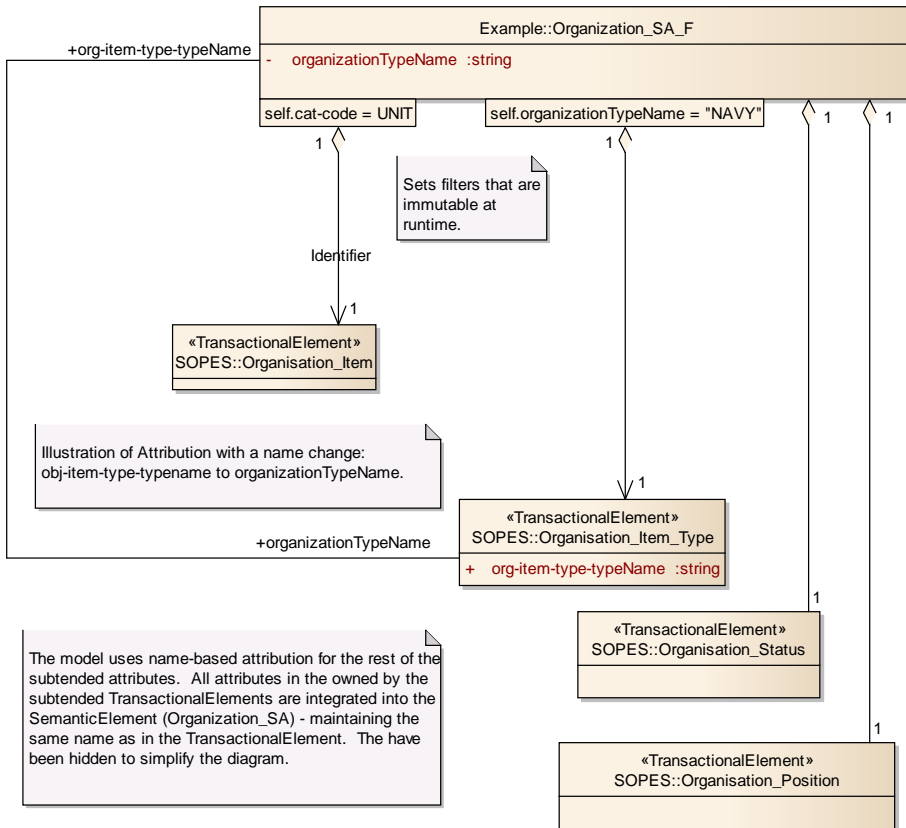 Example::Organization_SA_F
+org-item-type-typeName
- organizationTypeName :string
self.cat-code = UNIT
self.organizationTypeName = "NAVY"
1
1
1
1
Sets filters that are
immutable at
runtime.
Identifier
1
«TransactionalElement»
SOPES::Organisation_Item
Illustration of Attribution with a name change:
obj-item-type-typename to organizationTypeName.
1
«TransactionalElement»
SOPES::Organisation_Item_Type
+ org-item-type-typeName :string
+organizationTypeName
1
«TransactionalElement»
SOPES::Organisation_Status
The model uses name-based attribution for the rest of the
subtended attributes. All attributes in the owned by the
subtended TransactionalElements are integrated into the
SemanticElement (Organization_SA) - maintaining the
same name as in the TransactionalElement. The have
been hidden to simplify the diagram.
1
«TransactionalElement»
SOPES::Organisation_Position